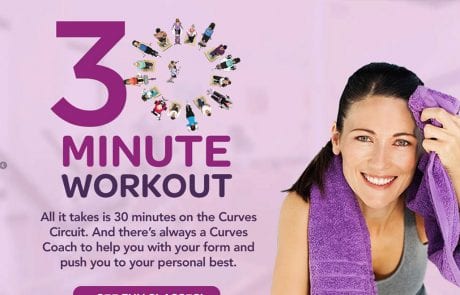 30
MINUTE
WORKOUT
All it takes is 30 minutes on the Curves
Circuit. And there's always a Curves
Coach to help you with your form and
push you to your personal best.